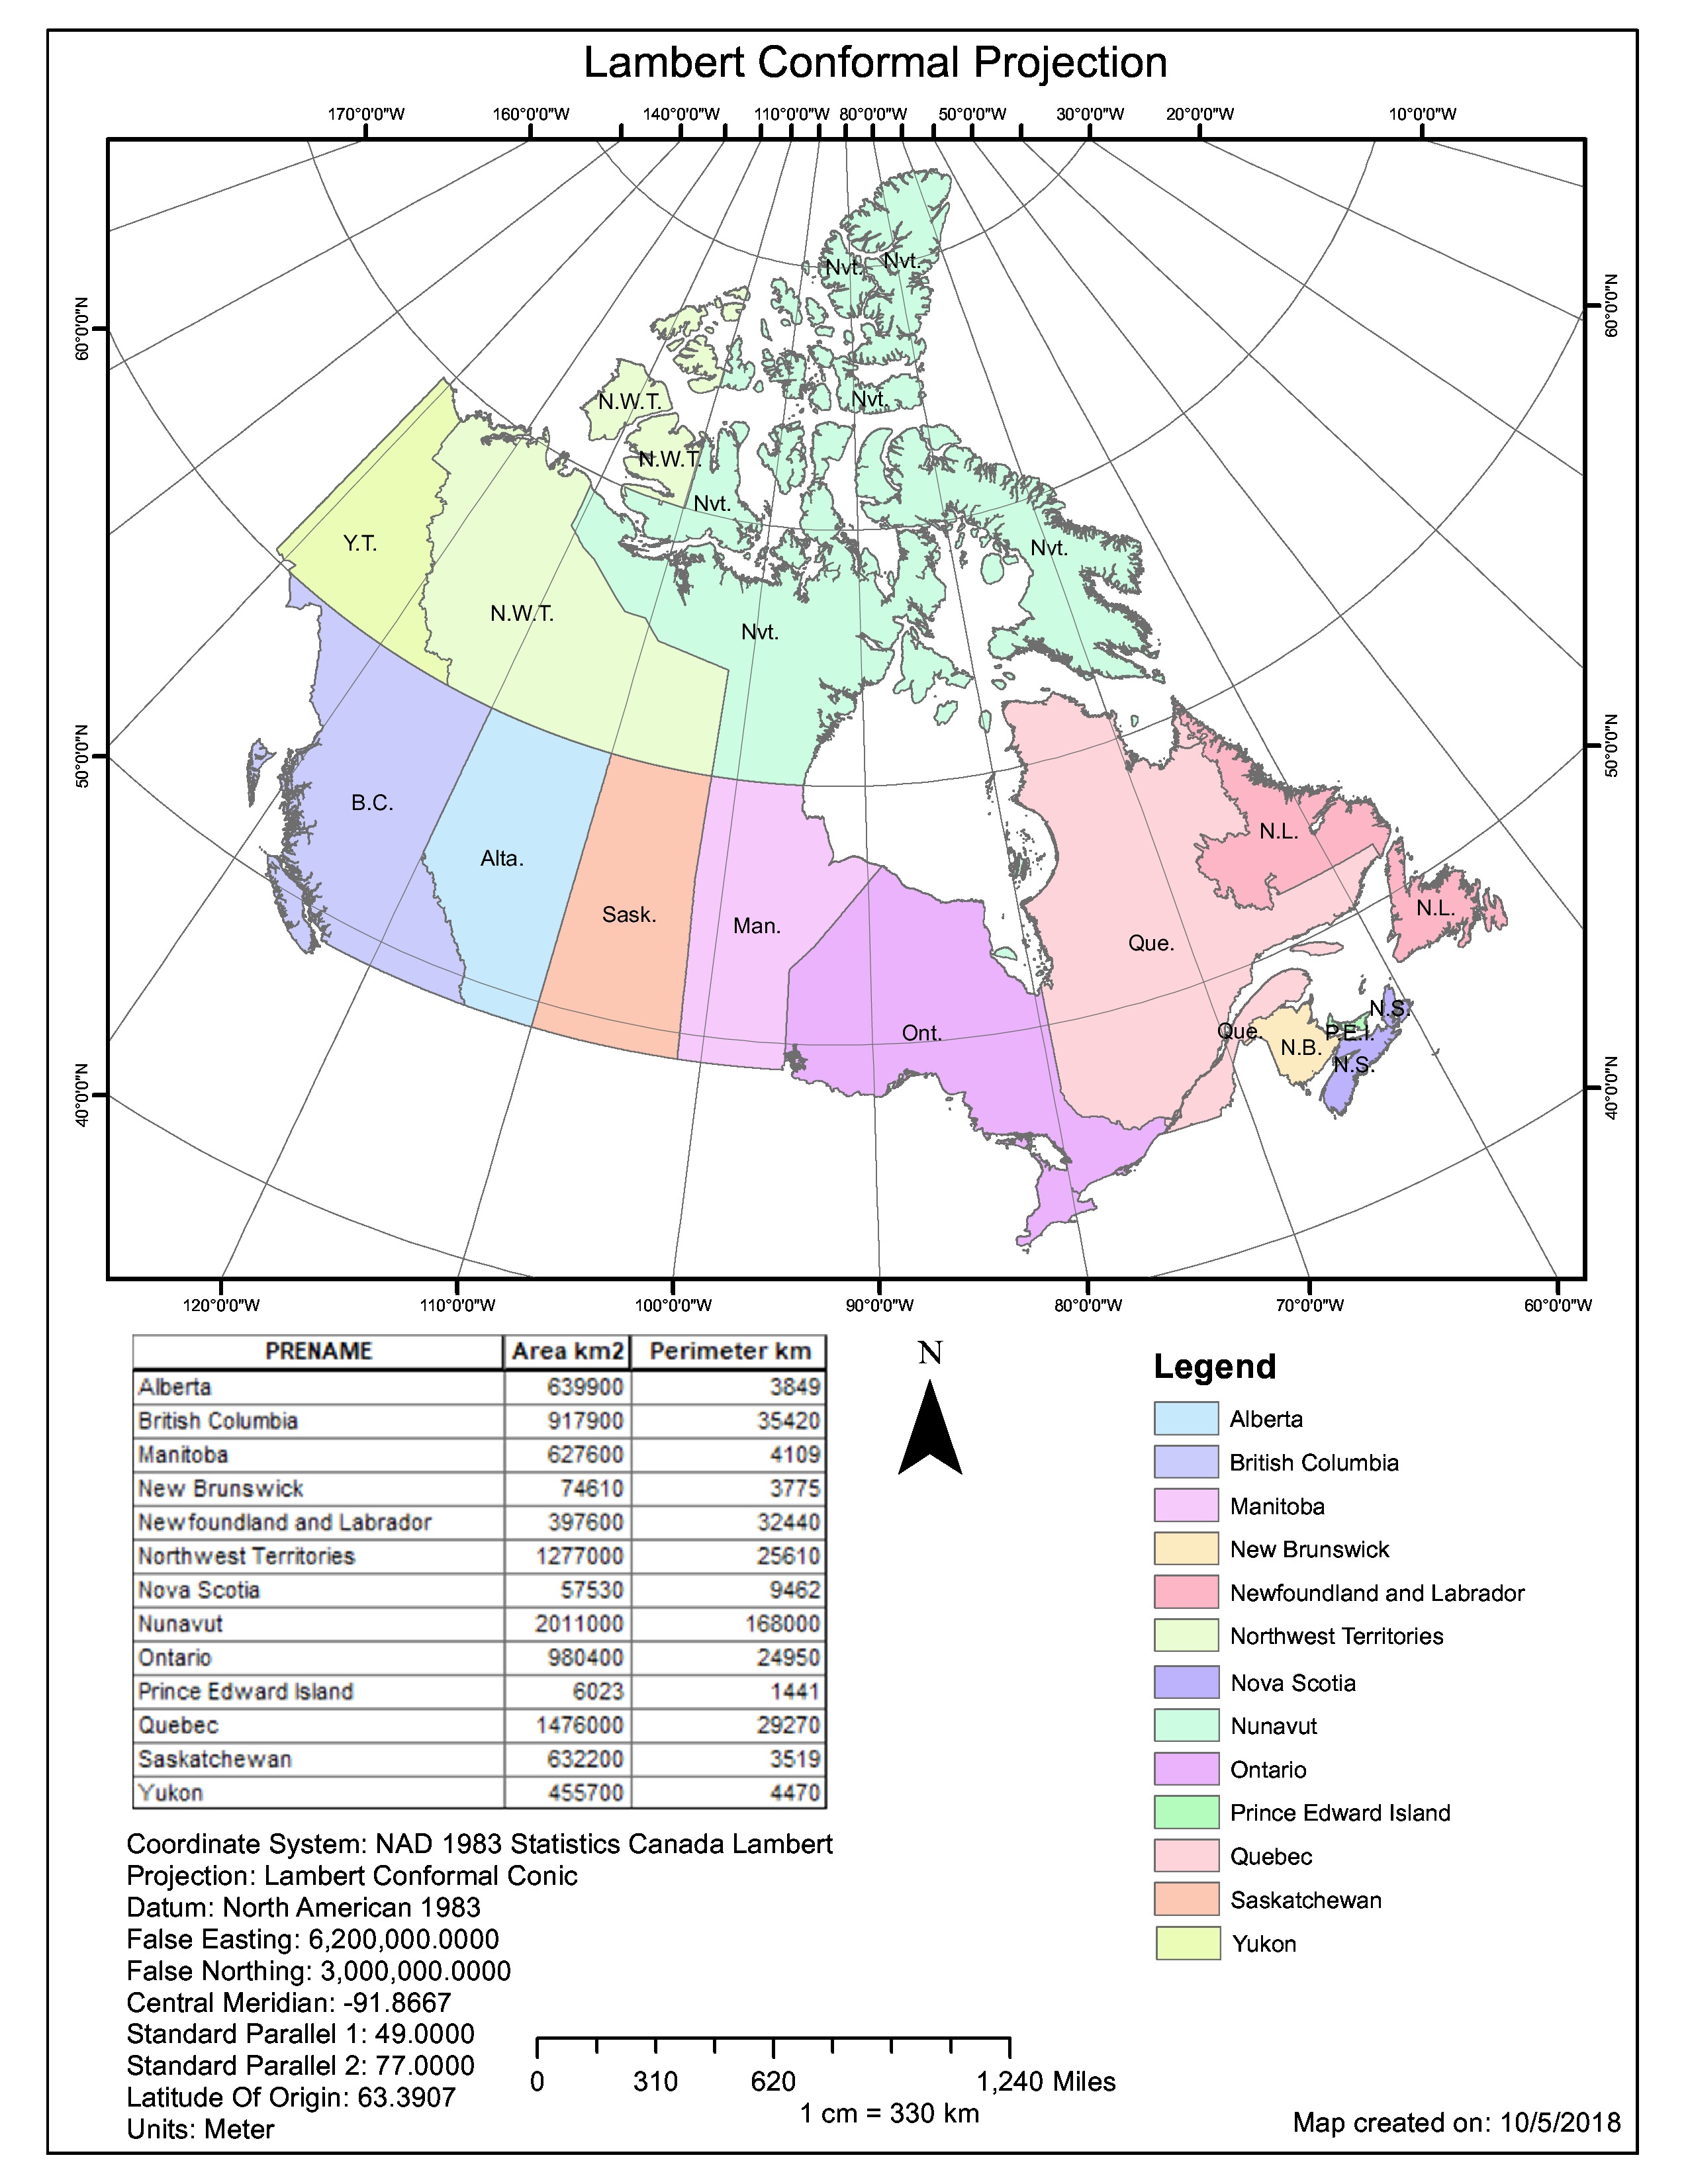 Lambert Conformal Projection
170°0'0"W 160°0'0"W 140°0'0"W 110°0'0"W 80°0'0"W 50°0'0"W 30°0'0"W 20°0'0"W 10°0'0"W
60°0'0"N
50°0'0"N
40°0'0"N
60°0'0"N
50°0'0"N
40°0'0"N
Nvt. Nvt.
Nvt.
N.W.T.
N.W.T.
Nvt.
Y.T.
Nvt.
N.W.T.
Nvt.
B.C.
N.L.
Alta.
N.L.
Sask.
Man.
Que.
N.S.
Ont.
Que.
P.E.I.
N.B.
N.S.
120°0'0"W 110°0'0"W 100°0'0"W 90°0'0"W 80°0'0"W 70°0'0"W 60°0'0"W
PRENAME Area km2 Perimeter km
Alberta 639900 3849
British Columbia 917900 35420
Manitoba 627600 4109
New Brunswick 74610 3775
Newfoundland and Labrador 397600 32440
Northwest Territories 1277000 25610
Nova Scotia 57530 9462
Nunavut 2011000 168000
Ontario 980400 24950
Prince Edward Island 6023 1441
Quebec 1476000 29270
Saskatchewan 632200 3519
Yukon 455700 4470
N
Legend
Alberta
British Columbia
Manitoba
New Brunswick
Newfoundland and Labrador
Northwest Territories
Nova Scotia
Nunavut
Ontario
Prince Edward Island
Quebec
Saskatchewan
Yukon
Coordinate System: NAD 1983 Statistics Canada Lambert
Projection: Lambert Conformal Conic
Datum: North American 1983
False Easting: 6,200,000.0000
False Northing: 3,000,000.0000
Central Meridian: -91.8667
Standard Parallel 1: 49.0000
Standard Parallel 2: 77.0000
Latitude Of Origin: 63.3907
Units: Meter
0 310 620 1,240 Miles
1 cm = 330 km
Map created on: 10/5/2018